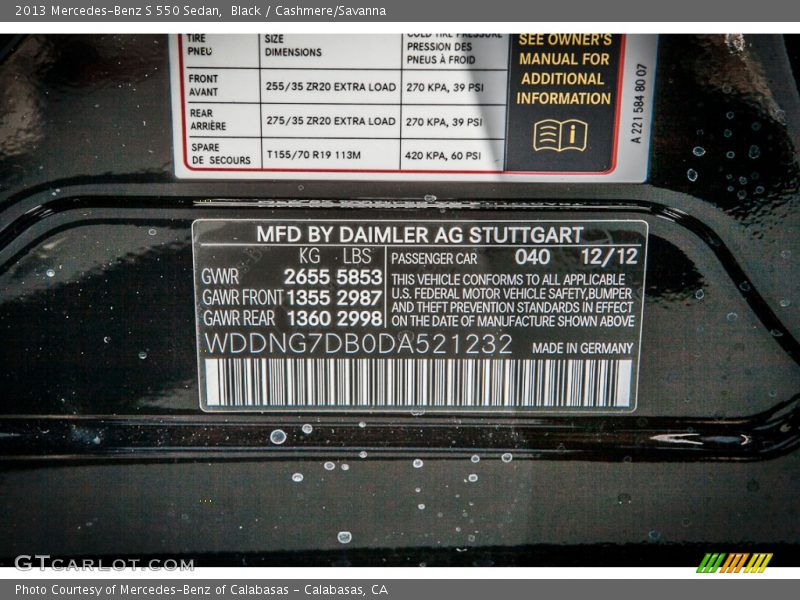 2013 Mercedes-Benz S 550 Sedan, Black / Cashmere/Savanna
TIRE SIZE COLD TIRE PRESSURE
PNEU DIMENSIONS PRESSION DES
PNEUS À FROID
FRONT
AVANT 255/35 ZR20 EXTRA LOAD 270 KPA, 39 PSI
REAR
ARRIÈRE 275/35 ZR20 EXTRA LOAD 270 KPA, 39 PSI
SPARE
DE SECOURS T155/70 R19 113M 420 KPA, 60 PSI
SEE OWNER'S
MANUAL FOR
ADDITIONAL
INFORMATION
A 221 584 80 07
MFD BY DAIMLER AG STUTTGART
KG LBS
GVWR 2655 5853
GAWR FRONT 1355 2987
GAWR REAR 1360 2998
PASSENGER CAR 040 12/12
THIS VEHICLE CONFORMS TO ALL APPLICABLE
U.S. FEDERAL MOTOR VEHICLE SAFETY,BUMPER
AND THEFT PREVENTION STANDARDS IN EFFECT
ON THE DATE OF MANUFACTURE SHOWN ABOVE
WDDNG7DB0DA521232 MADE IN GERMANY
GTCARLOT.COM
Photo Courtesy of Mercedes-Benz of Calabasas - Calabasas, CA